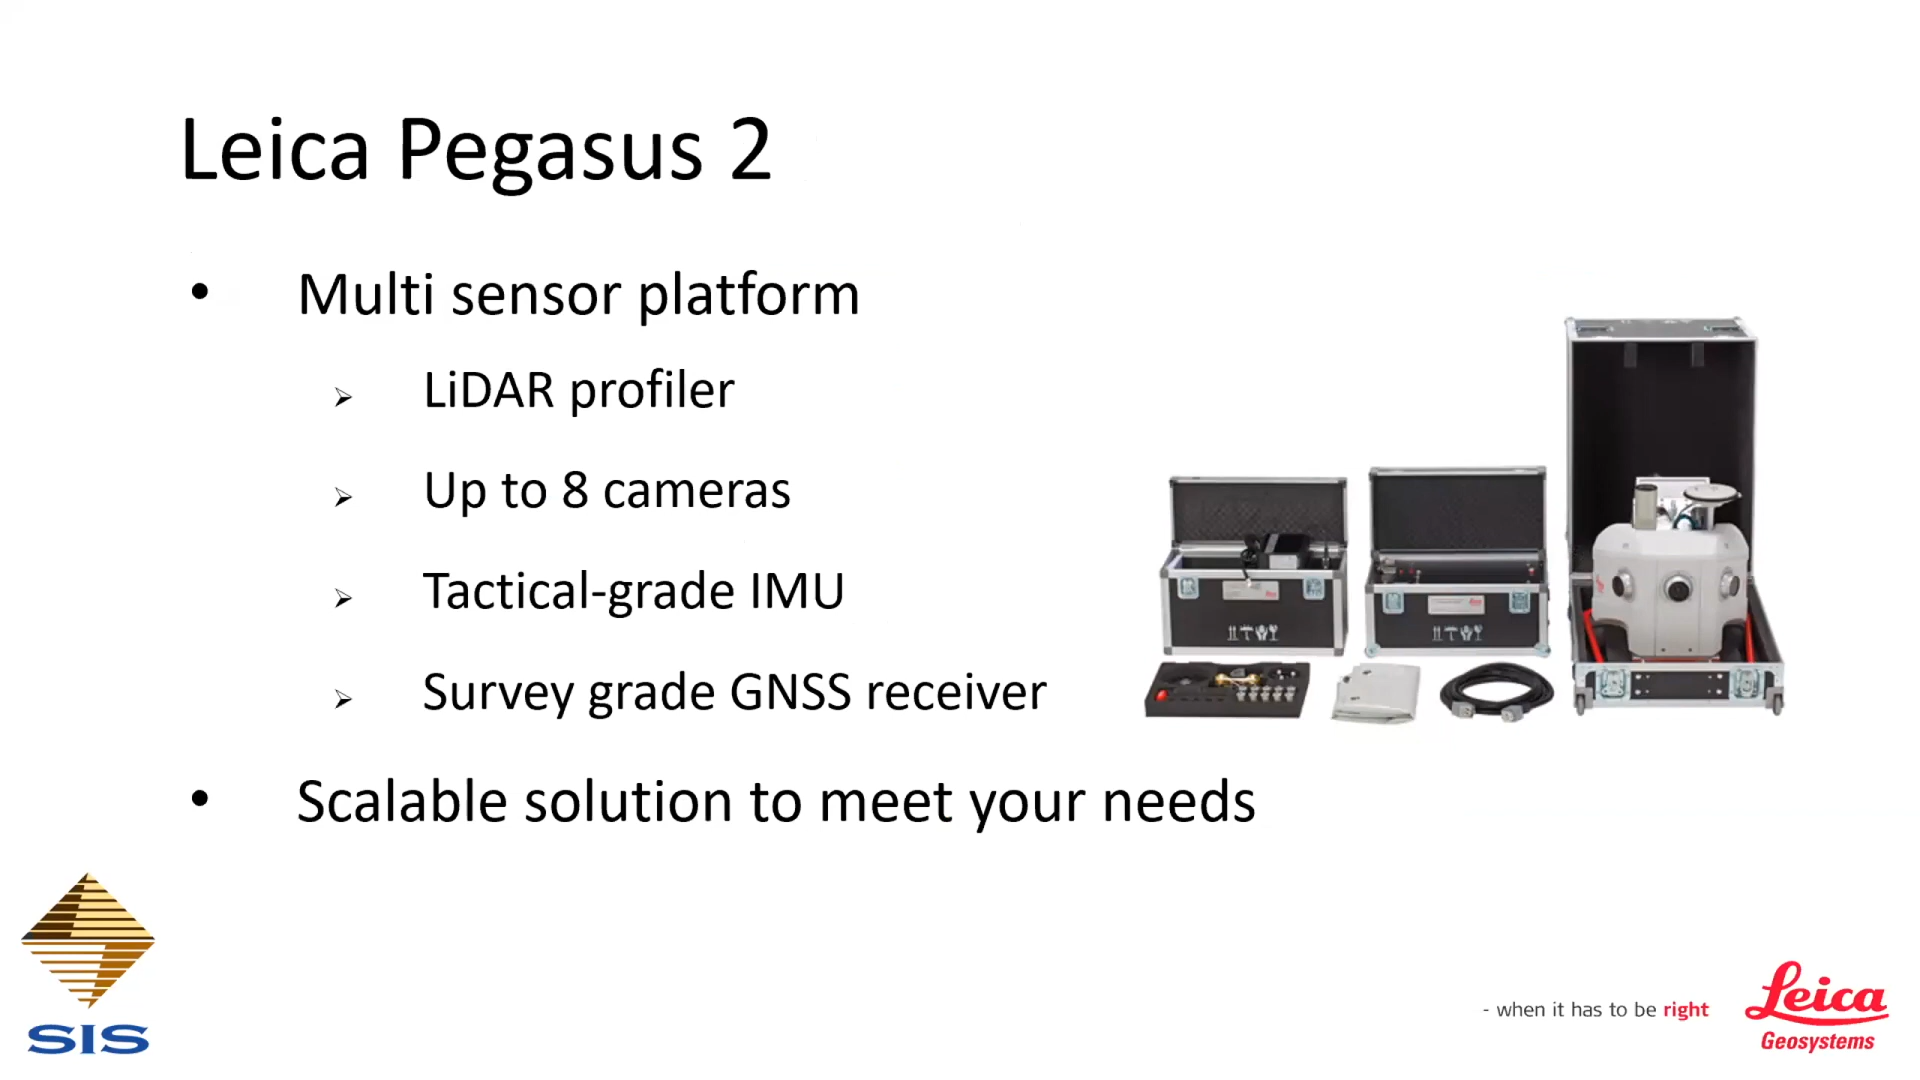 Leica Pegasus 2
• Multi sensor platform
➢ LiDAR profiler
➢ Up to 8 cameras
➢ Tactical-grade IMU
➢ Survey grade GNSS receiver
• Scalable solution to meet your needs
SIS
- when it has to be right
Leica
Geosystems